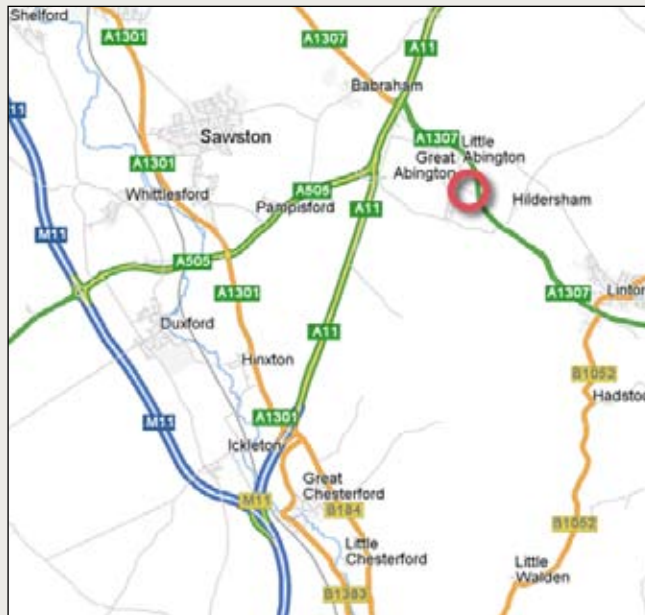 Shelford
A1301
A1307
A11
Babraham
11
Sawston
A1307
Little
Abington
Great
Abington
A1301
Whittlesford
A505
Pampisford
Hildersham
A11
M11
A505
A1301
A1307
Linton
Duxford
A11
Hinxton
B1052
Hadstoc
M11
A1301
Ickleton
Great
Chesterford
M11
B184
B1052
Little
Chesterford
Little
Walden
B1383